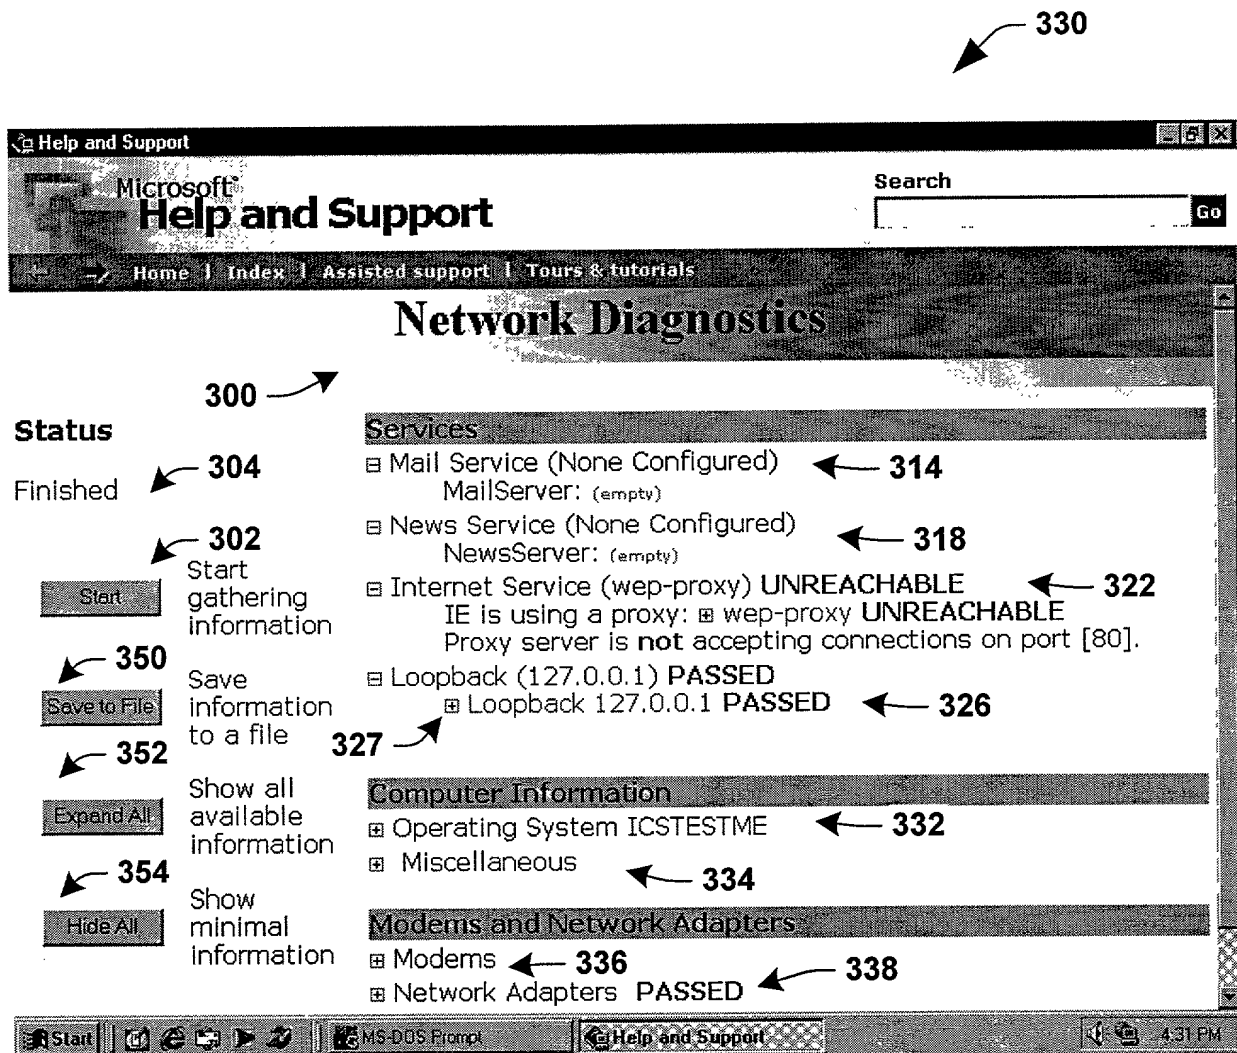 330
Help and Support
Microsoft®
Help and Support
Search
Go
Home | Index | Assisted support | Tours & tutorials
Network Diagnostics
300
Status
304
Finished
302
Start
Start gathering information
350
Save to File
Save information to a file
352
Expand All
Show all available information
354
Hide All
Show minimal information
Services
Mail Service (None Configured)
314
MailServer: (empty)
News Service (None Configured)
318
NewsServer: (empty)
Internet Service (wep-proxy) UNREACHABLE
322
IE is using a proxy: wep-proxy UNREACHABLE
Proxy server is not accepting connections on port [80].
Loopback (127.0.0.1) PASSED
Loopback 127.0.0.1 PASSED
326
327
Computer Information
Operating System ICSTESTME
332
Miscellaneous
334
Modems and Network Adapters
Modems
336
Network Adapters PASSED
338
Start
MS-DOS Prompt
Help and Support
4:31 PM